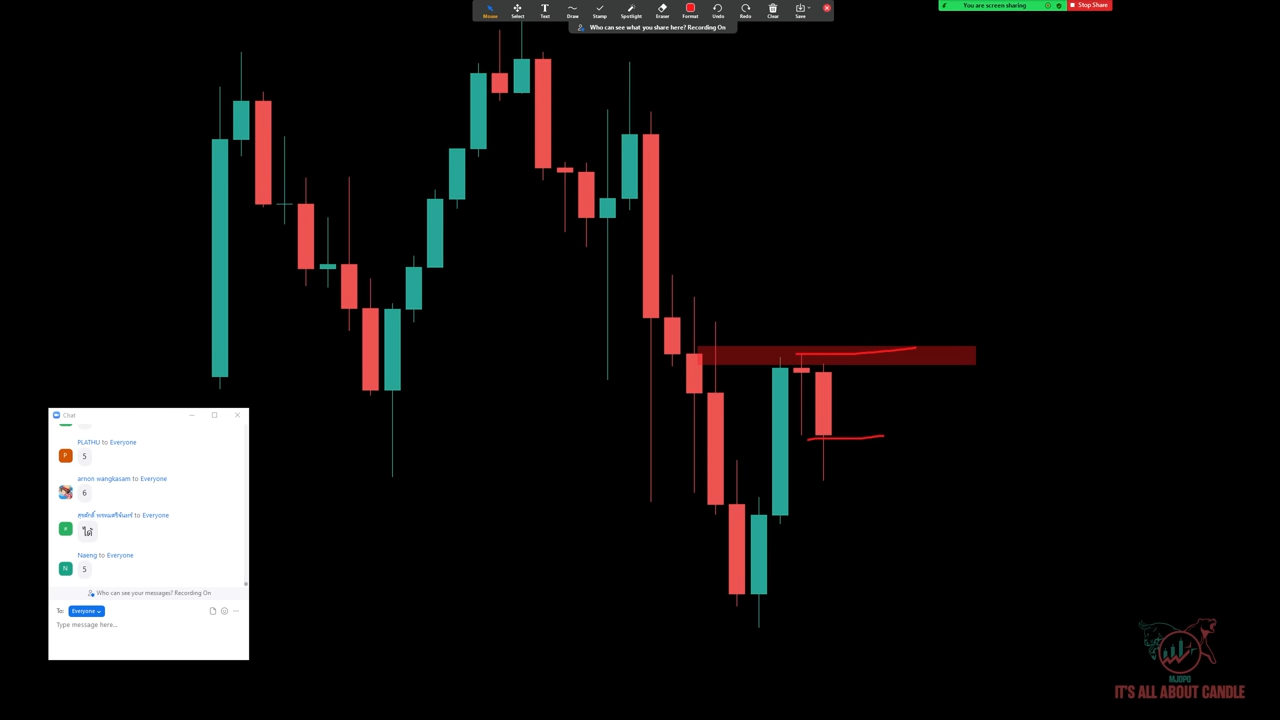 You are screen sharing
Stop Share
Mouse
Select
Text
Draw
Stamp
Spotlight
Eraser
Format
Undo
Redo
Clear
Save
Who can see what you share here? Recording On
Chat
PLATHU to Everyone
P
5
arnon wangkasam to Everyone
6
to Everyone
ได้
Naeng to Everyone
N
5
Who can see your messages? Recording On
To:
Everyone
Type message here...
MJOPO
IT'S ALL ABOUT CANDLE